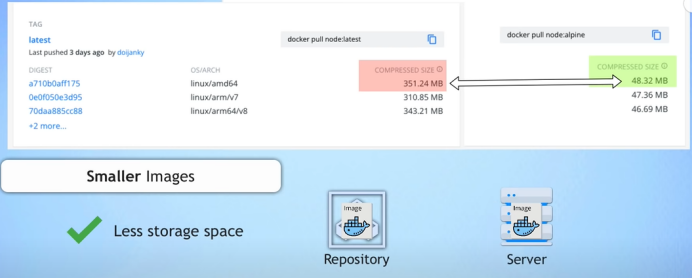 TAG
latest
docker pull node:latest
Last pushed 3 days ago by doijanky
DIGEST OS/ARCH COMPRESSED SIZE
a710b0aff175 linux/amd64 351.24 MB
0e0f050e3d95 linux/arm/v7 310.85 MB
70daa885cc88 linux/arm64/v8 343.21 MB
+2 more...
docker pull node:alpine
COMPRESSED SIZE
48.32 MB
47.36 MB
46.69 MB
Smaller Images
Less storage space
Image
Repository
Image
Server